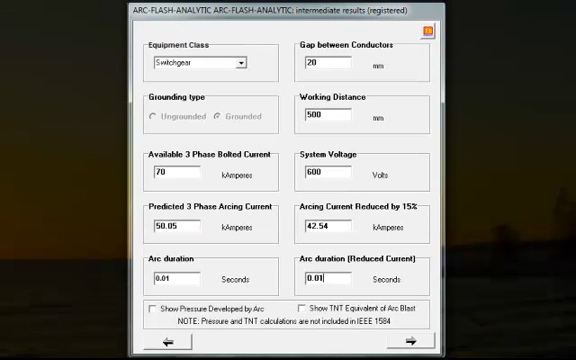 ARC-FLASH-ANALYTIC ARC-FLASH-ANALYTIC: intermediate results (registered)
Equipment Class
Switchgear
Gap between Conductors
20 mm
Grounding type
Ungrounded Grounded
Working Distance
500 mm
Available 3 Phase Bolted Current
70 kAmperes
System Voltage
600 Volts
Predicted 3 Phase Arcing Current
50.05 kAmperes
Arcing Current Reduced by 15%
42.54 kAmperes
Arc duration
0.01 Seconds
Arc duration (Reduced Current)
0.01 Seconds
Show Pressure Developed by Arc
Show TNT Equivalent of Arc Blast
NOTE: Pressure and TNT calculations are not included in IEEE 1584